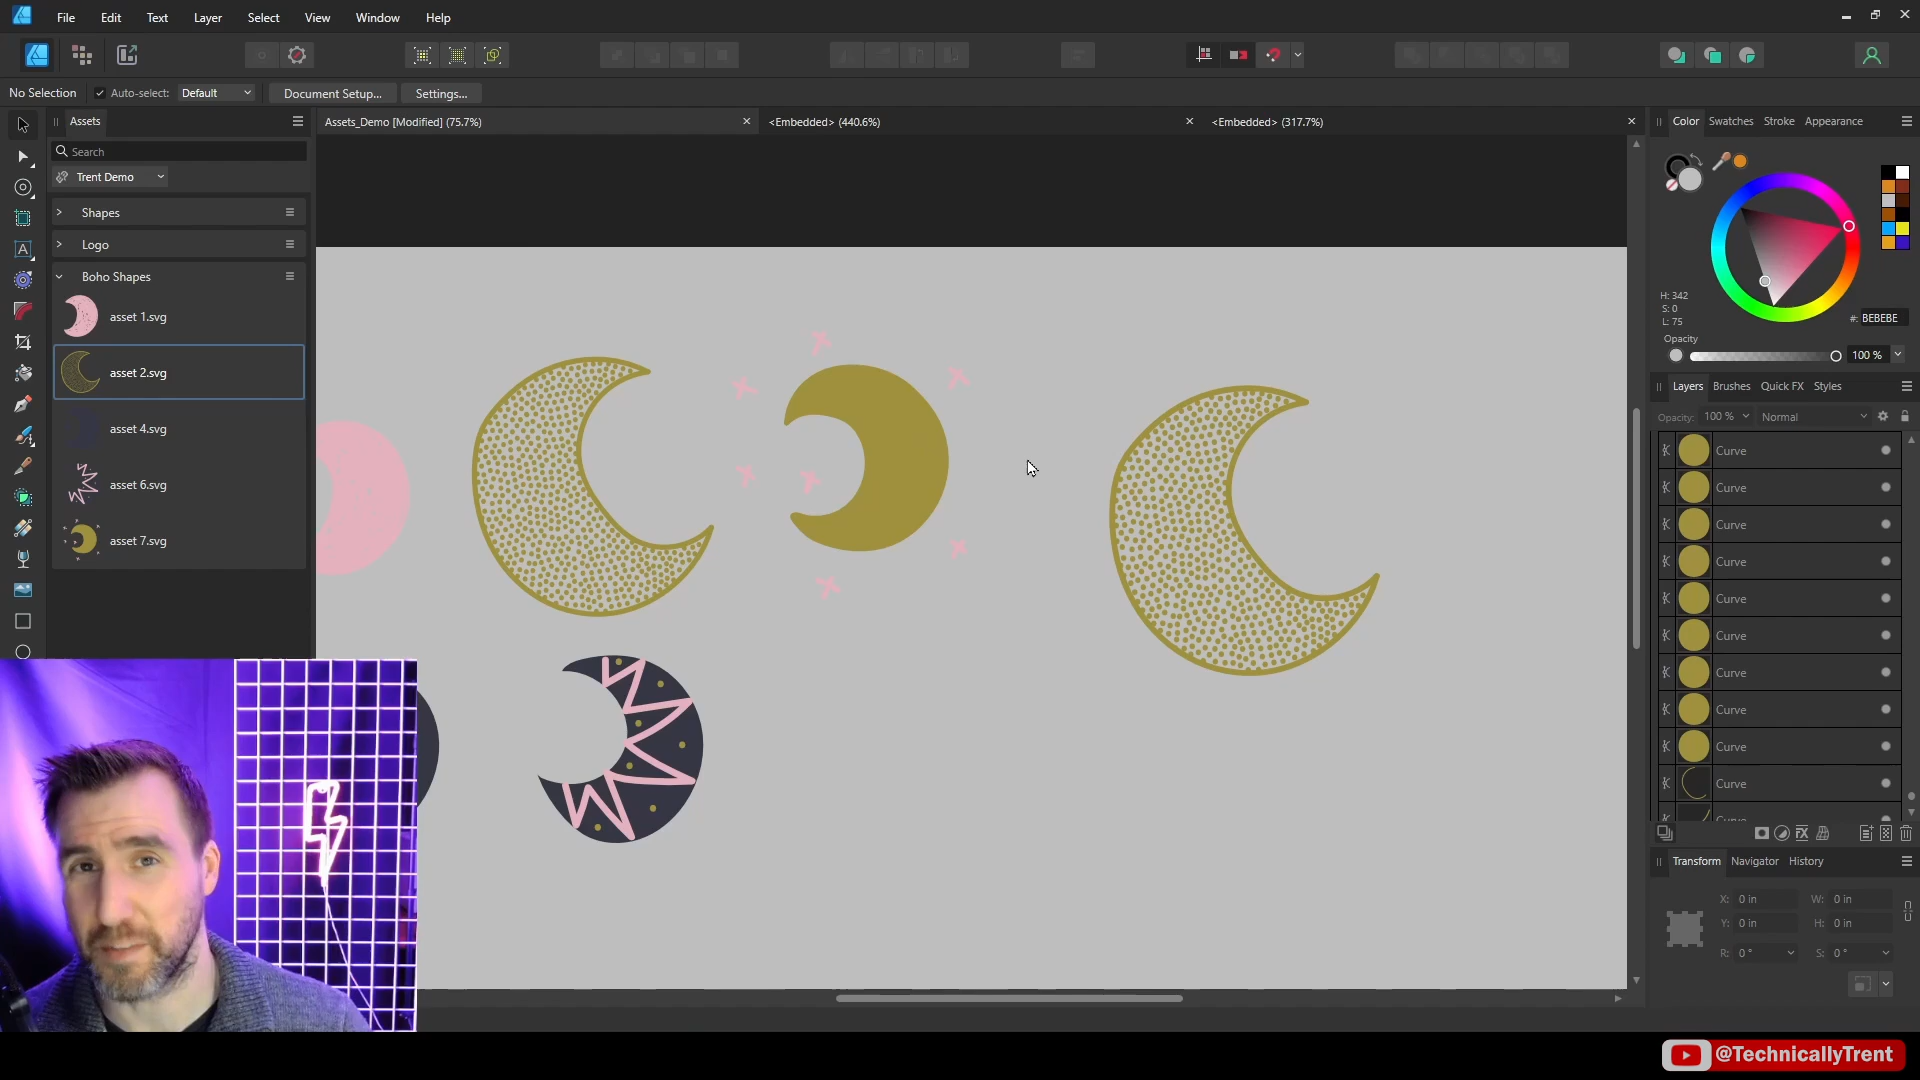 File Edit Text Layer Select View Window Help
No Selection Auto-select: Default Document Setup... Settings...
Assets
Search
Trent Demo
Shapes
Logo
Boho Shapes
asset 1.svg
asset 2.svg
asset 4.svg
asset 6.svg
asset 7.svg
Assets_Demo [Modified] (75.7%)
<Embedded> (440.6%)
<Embedded> (317.7%)
Color Swatches Stroke Appearance
H: 342
S: 0
L: 75
#: BEBEBE
Opacity
100 %
Layers Brushes Quick FX Styles
Opacity: 100 % Normal
Curve
Curve
Curve
Curve
Curve
Curve
Curve
Curve
Curve
Curve
Curve
Transform Navigator History
X: 0 in W: 0 in
Y: 0 in H: 0 in
R: 0 ° S: 0 °
@TechnicallyTrent